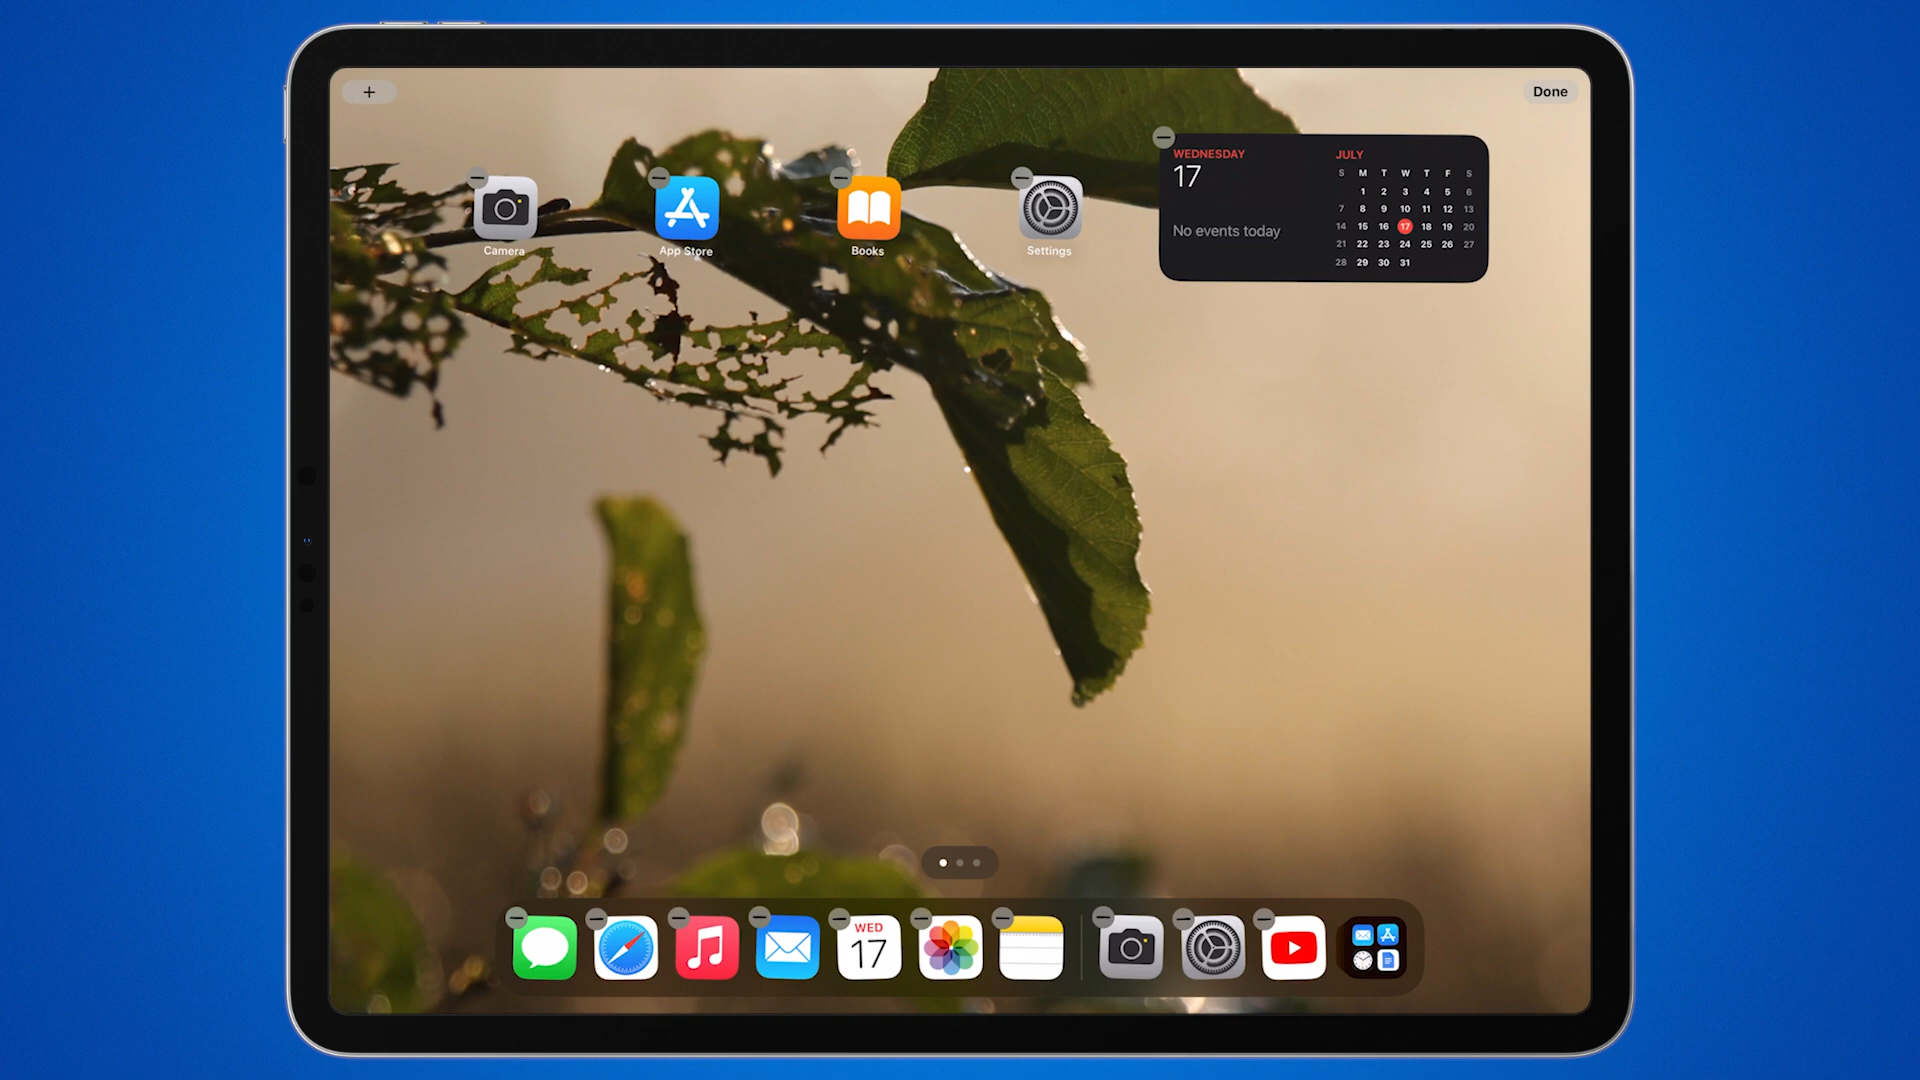 +
Done
WEDNESDAY
17
No events today
JULY
S M T W T F S
1 2 3 4 5 6
7 8 9 10 11 12 13
14 15 16 17 18 19 20
21 22 23 24 25 26 27
28 29 30 31
Camera
App Store
Books
Settings
WED
17